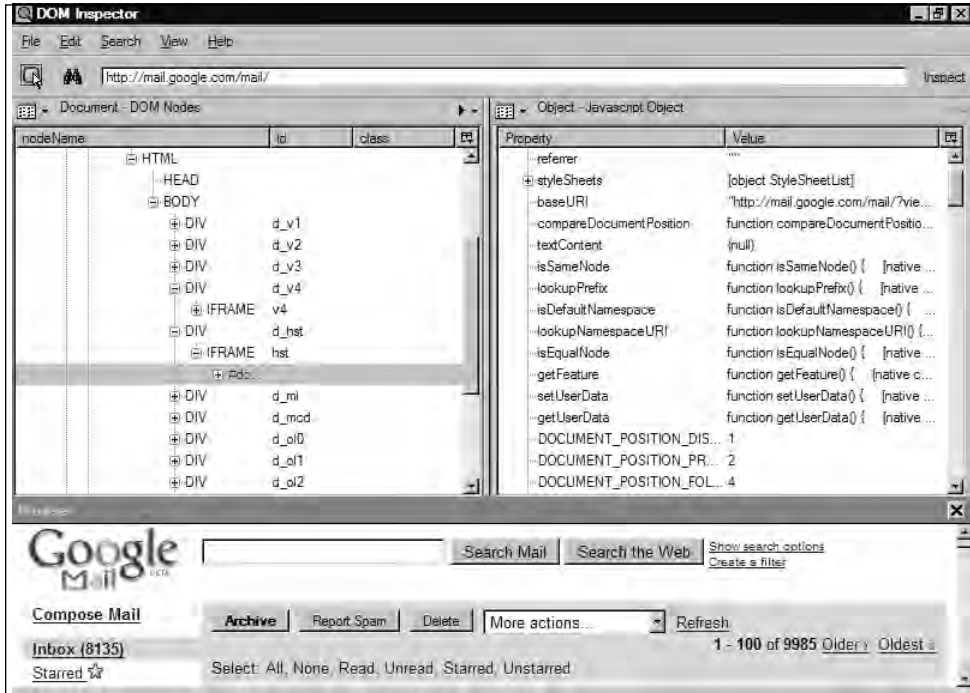 DOM Inspector
File Edit Search View Help
http://mail.google.com/mail/ Inspect
Document - DOM Nodes
nodeName id class
HTML
HEAD
BODY
DIV d_v1
DIV d_v2
DIV d_v3
DIV d_v4
IFRAME v4
DIV d_hst
IFRAME hst
#do...
DIV d_mi
DIV d_mcd
DIV d_ol0
DIV d_ol1
DIV d_ol2
Object - Javascript Object
Property Value
referrer ""
styleSheets [object StyleSheetList]
baseURI "http://mail.google.com/mail/?vie...
compareDocumentPosition function compareDocumentPositio...
textContent (null)
isSameNode function isSameNode() { [native ...
lookupPrefix function lookupPrefix() { [native ...
isDefaultNamespace function isDefaultNamespace() { ...
lookupNamespaceURI function lookupNamespaceURI() {...
isEqualNode function isEqualNode() { [native ...
getFeature function getFeature() { [native c...
setUserData function setUserData() { [native ...
getUserData function getUserData() { [native ...
DOCUMENT_POSITION_DIS... 1
DOCUMENT_POSITION_PR... 2
DOCUMENT_POSITION_FOL... 4
Google
Mail BETA
Search Mail Search the Web Show search options
Create a filter
Compose Mail
Inbox (8135)
Starred
Archive Report Spam Delete More actions... Refresh
1 - 100 of 9985 Older › Oldest »
Select: All, None, Read, Unread, Starred, Unstarred